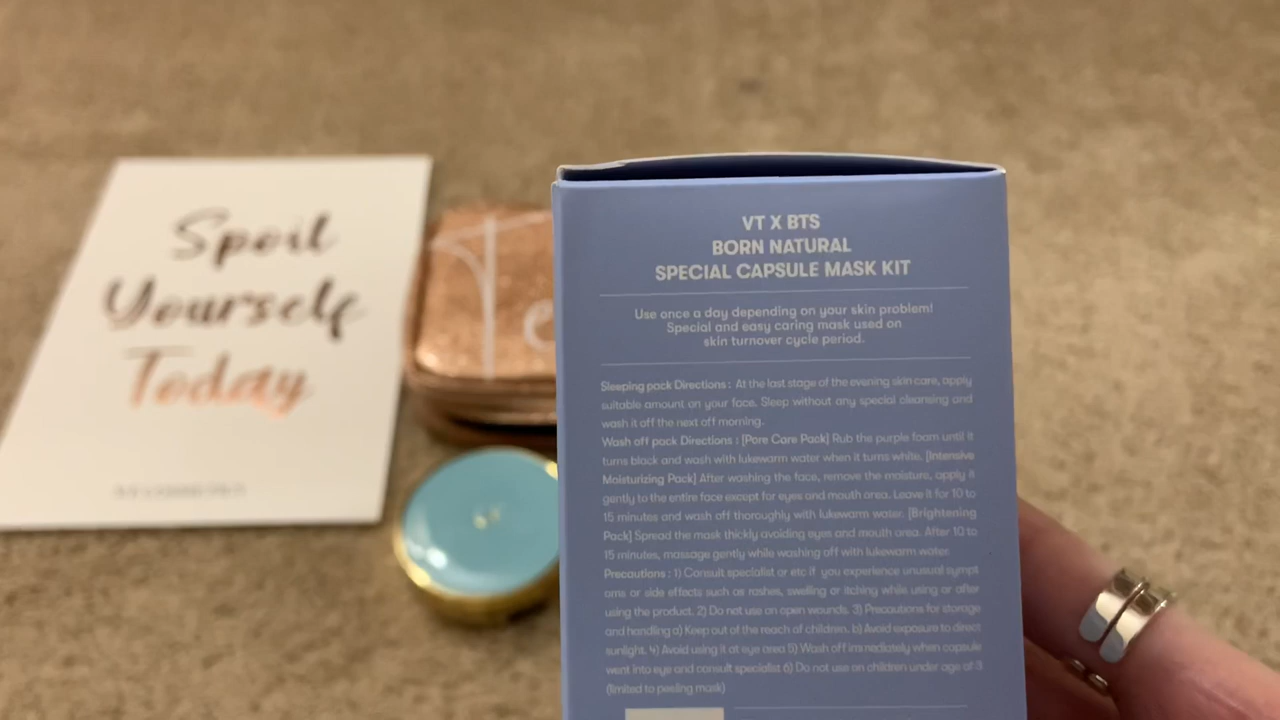 Spoil
Yourself
Today
Te
VT X BTS
BORN NATURAL
SPECIAL CAPSULE MASK KIT
Use once a day depending on your skin problem!
Special and easy caring mask used on
skin turnover cycle period.
Sleeping pack Directions : At the last stage of the evening skin care, apply
suitable amount on your face. Sleep without any special cleansing and
wash it off the next off morning.
Wash off pack Directions : [Pore Care Pack] Rub the purple foam until it
turns black and wash with lukewarm water when it turns white. [Intensive
Moisturizing Pack] After washing the face, remove the moisture, apply it
gently to the entire face except for eyes and mouth area. Leave it for 10 to
15 minutes and wash off thoroughly with lukewarm water. [Brightening
Pack] Spread the mask thickly avoiding eyes and mouth area. After 10 to
15 minutes, massage gently while washing off with lukewarm water.
Precautions : 1) Consult specialist or etc if you experience unusual sympt
oms or side effects such as rashes, swelling or itching while using or after
using the product. 2) Do not use on open wounds. 3) Precautions for storage
and handling a) Keep out of the reach of children. b) Avoid exposure to direct
sunlight. 4) Avoid using it at eye area 5) Wash off immediately when capsule
went into eye and consult specialist 6) Do not use on children under age of 3
(limited to peeling mask)